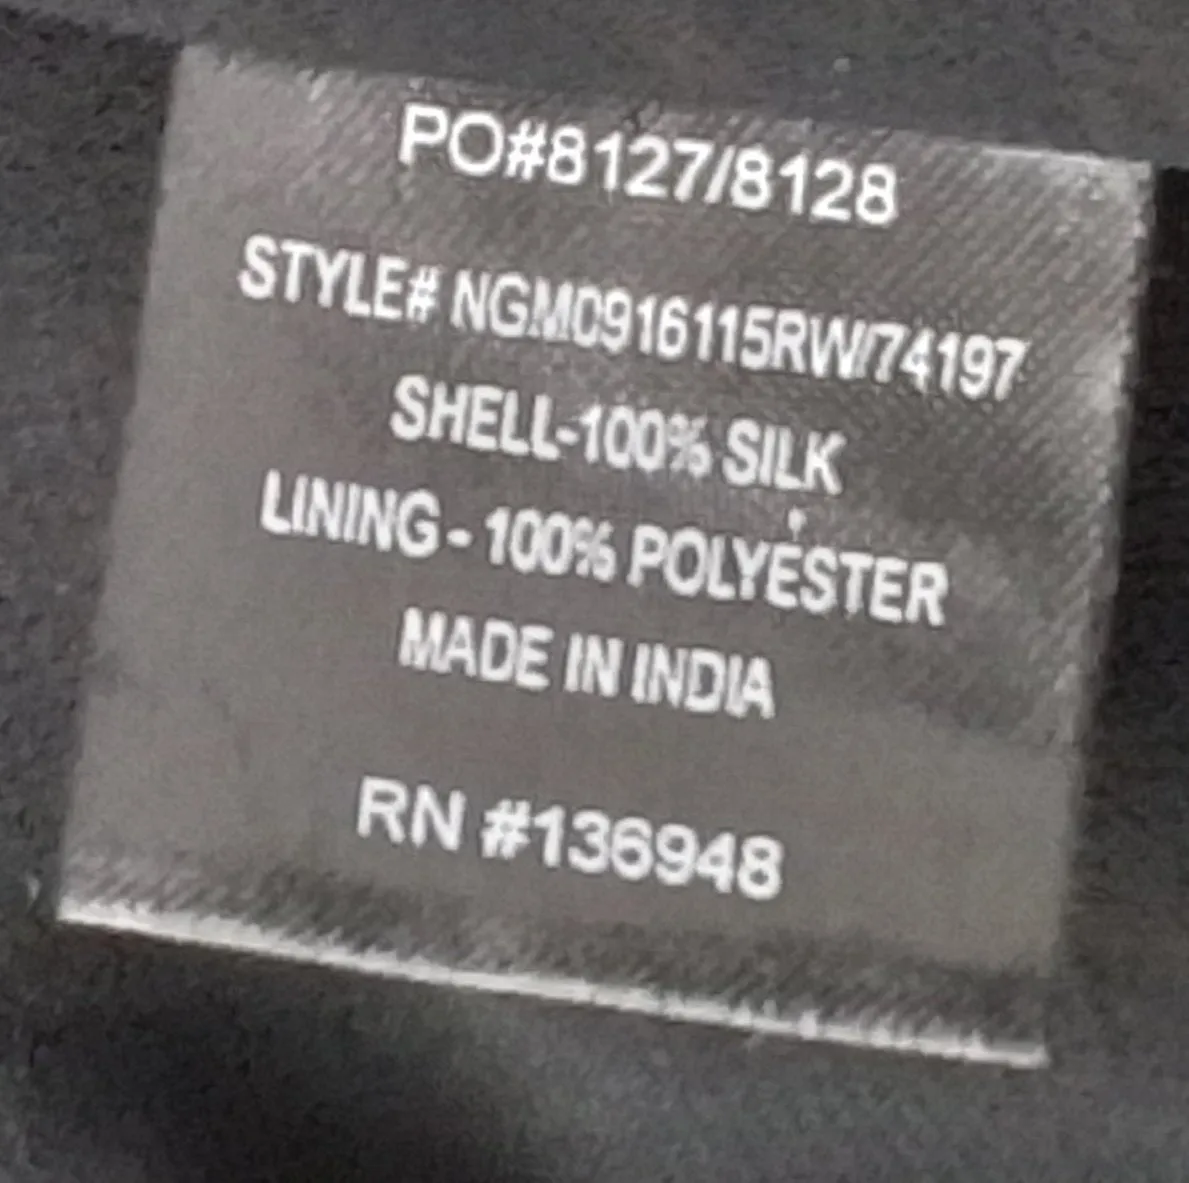 PO#8127/8128
STYLE# NGM0916115RW/74197
SHELL-100% SILK
LINING - 100% POLYESTER
MADE IN INDIA
RN #136948